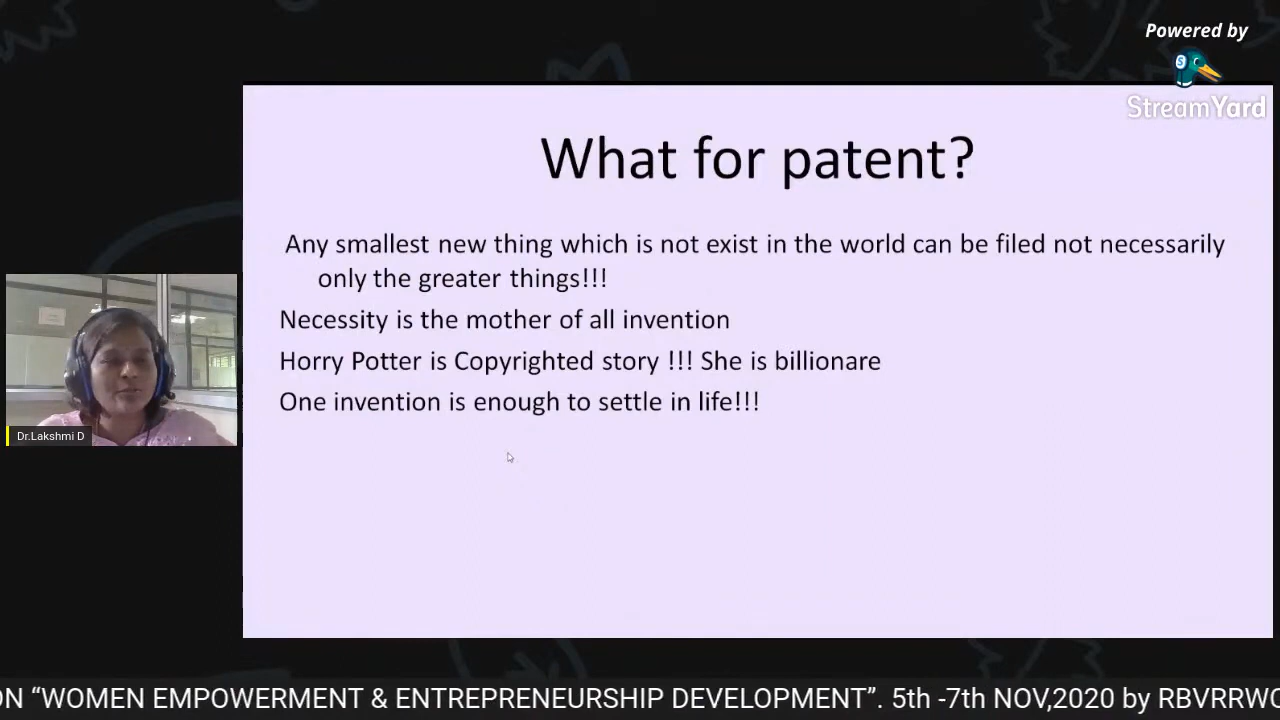 Powered by
StreamYard
What for patent?
Any smallest new thing which is not exist in the world can be filed not necessarily
only the greater things!!!
Necessity is the mother of all invention
Horry Potter is Copyrighted story !!! She is billionare
One invention is enough to settle in life!!!
Dr.Lakshmi D
ON “WOMEN EMPOWERMENT & ENTREPRENEURSHIP DEVELOPMENT”. 5th -7th NOV,2020 by RBVRRWC